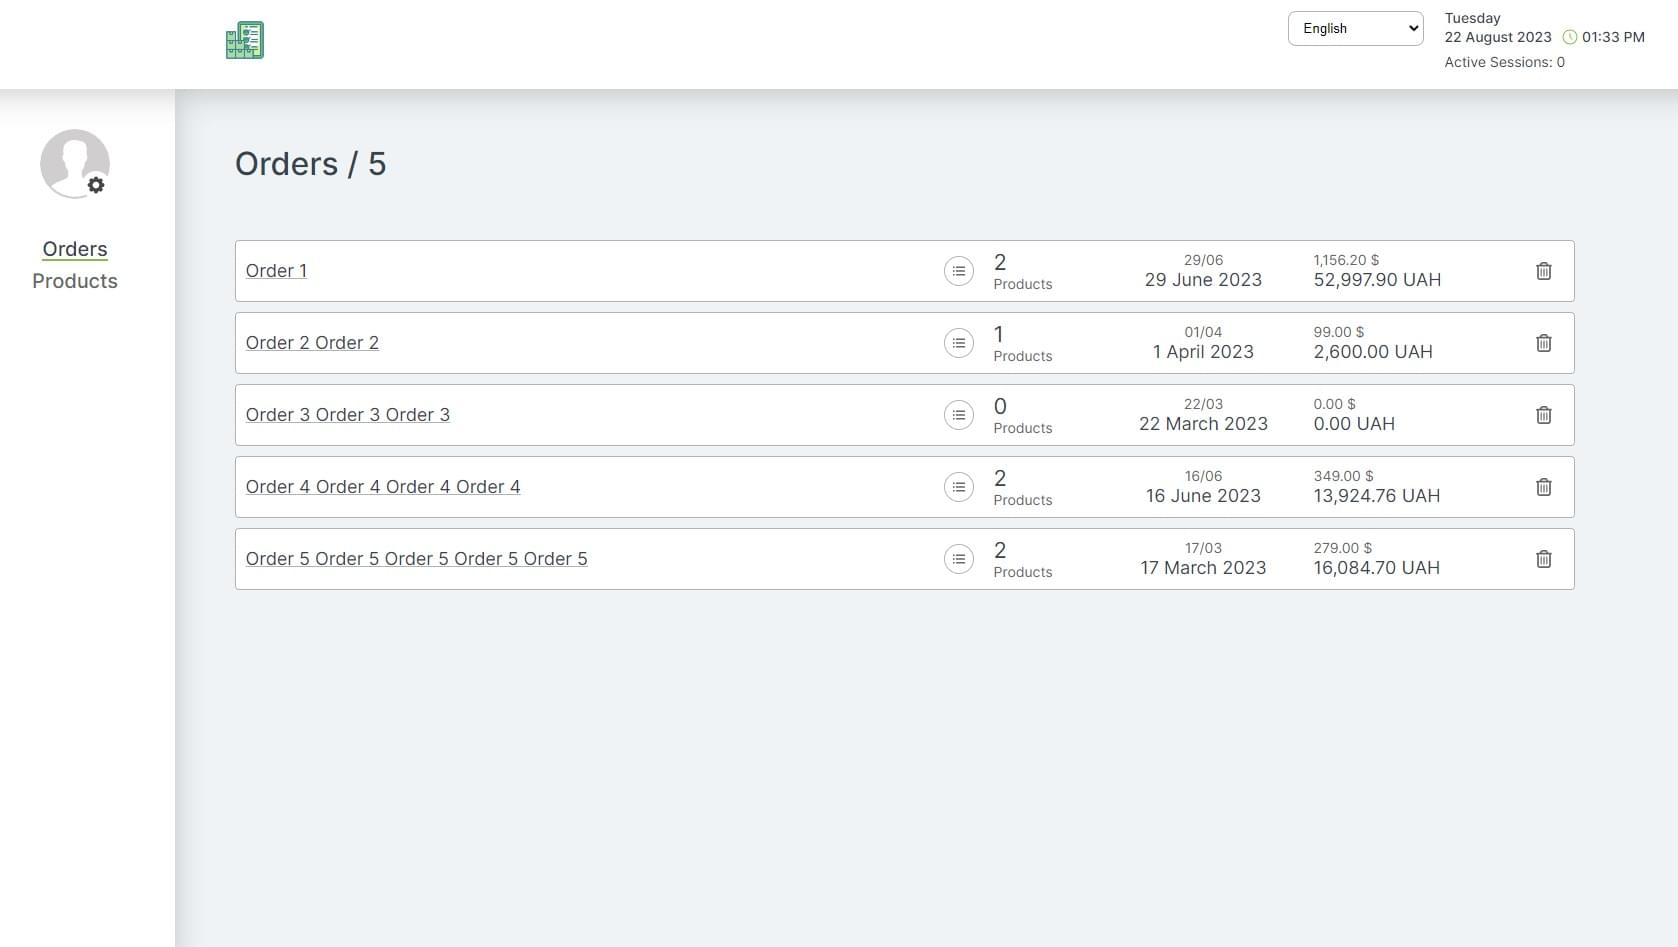 English
Tuesday
22 August 2023 01:33 PM
Active Sessions: 0
Orders
Products
Orders / 5
Order 1
2
Products
29/06
29 June 2023
1,156.20 $
52,997.90 UAH
Order 2 Order 2
1
Products
01/04
1 April 2023
99.00 $
2,600.00 UAH
Order 3 Order 3 Order 3
0
Products
22/03
22 March 2023
0.00 $
0.00 UAH
Order 4 Order 4 Order 4 Order 4
2
Products
16/06
16 June 2023
349.00 $
13,924.76 UAH
Order 5 Order 5 Order 5 Order 5 Order 5
2
Products
17/03
17 March 2023
279.00 $
16,084.70 UAH